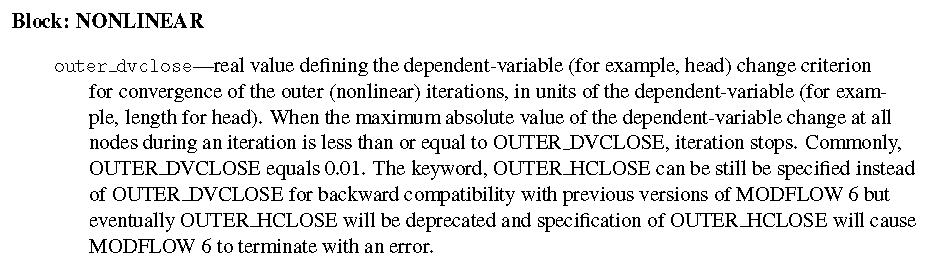 Block: NONLINEAR
outer_dvclose—real value defining the dependent-variable (for example, head) change criterion
for convergence of the outer (nonlinear) iterations, in units of the dependent-variable (for exam-
ple, length for head). When the maximum absolute value of the dependent-variable change at all
nodes during an iteration is less than or equal to OUTER_DVCLOSE, iteration stops. Commonly,
OUTER_DVCLOSE equals 0.01. The keyword, OUTER_HCLOSE can be still be specified instead
of OUTER_DVCLOSE for backward compatibility with previous versions of MODFLOW 6 but
eventually OUTER_HCLOSE will be deprecated and specification of OUTER_HCLOSE will cause
MODFLOW 6 to terminate with an error.